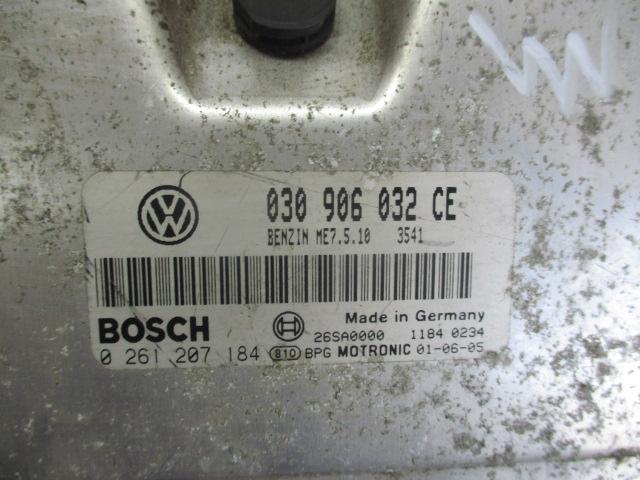 VW
030 906 032 CE
BENZIN ME7.5.10 3541
Made in Germany
BOSCH 26SA0000 1184 0234
0 261 207 184 810 BPG MOTRONIC 01-06-05